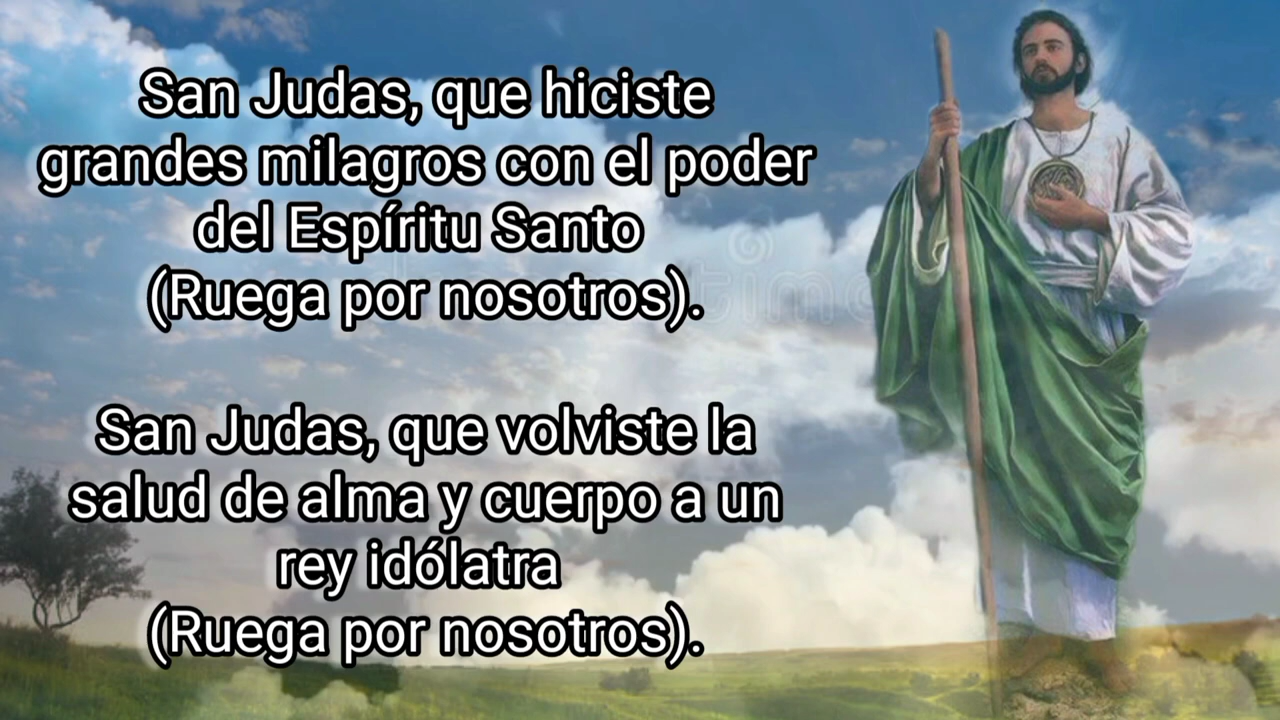 San Judas, que hiciste
grandes milagros con el poder
del Espíritu Santo
(Ruega por nosotros).
San Judas, que volviste la
salud de alma y cuerpo a un
rey idólatra
(Ruega por nosotros).